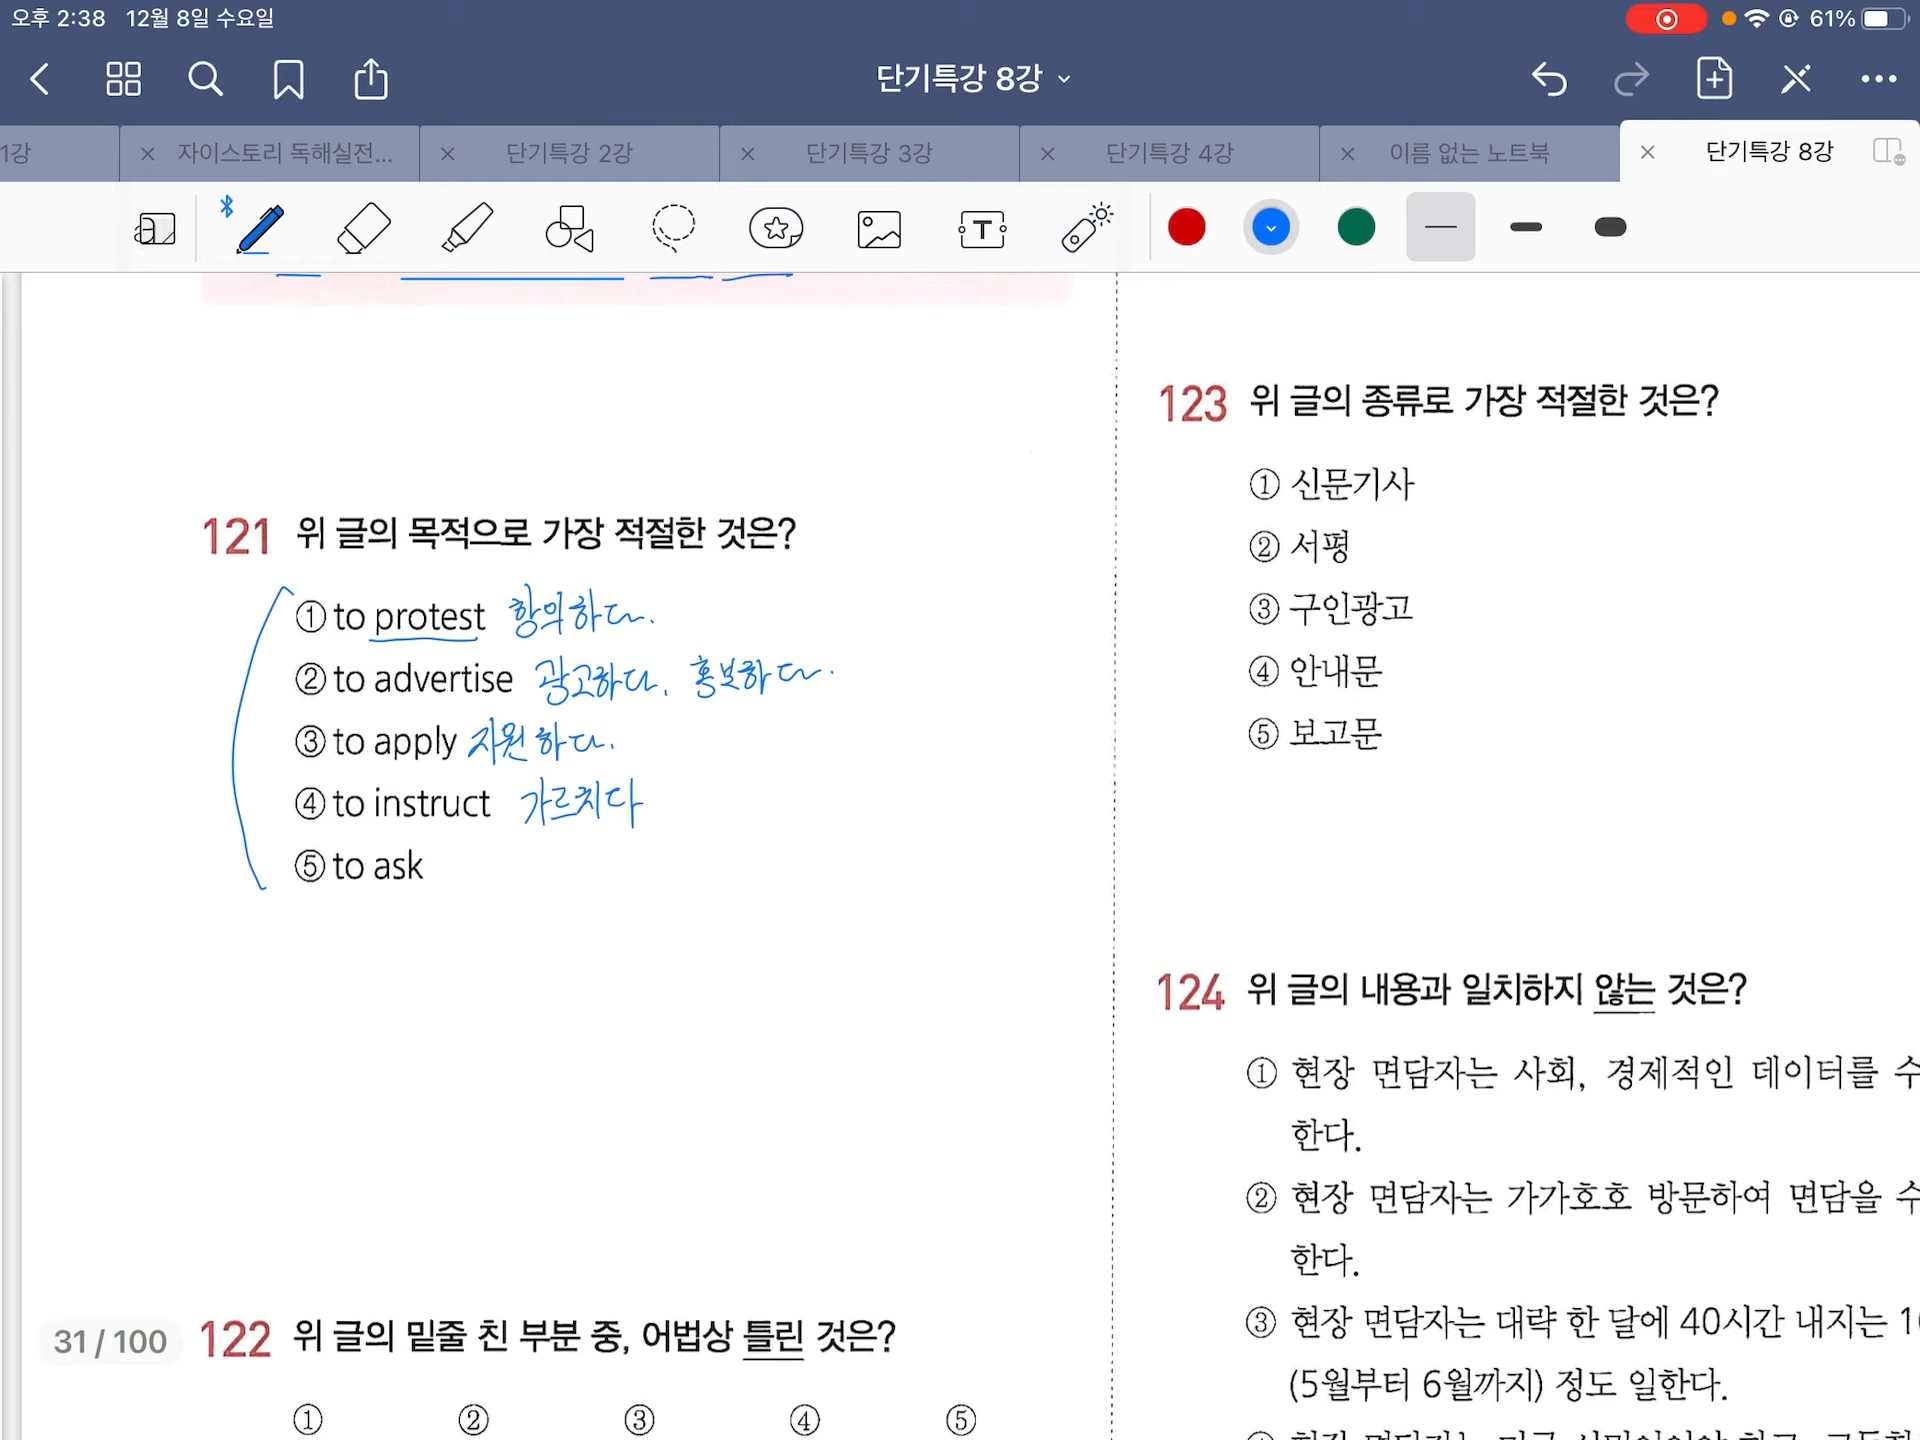 오후 2:38 12월 8일 수요일
61%
단기특강 8강
1강
자이스토리 독해실전...
단기특강 2강
단기특강 3강
단기특강 4강
이름 없는 노트북
단기특강 8강
121 위 글의 목적으로 가장 적절한 것은?
① to protest 항의하다.
② to advertise 광고하다. 홍보하다.
③ to apply 지원하다.
④ to instruct 가르치다
⑤ to ask
31 / 100
122 위 글의 밑줄 친 부분 중, 어법상 틀린 것은?
① ② ③ ④ ⑤
123 위 글의 종류로 가장 적절한 것은?
① 신문기사
② 서평
③ 구인광고
④ 안내문
⑤ 보고문
124 위 글의 내용과 일치하지 않는 것은?
① 현장 면담자는 사회, 경제적인 데이터를 수
한다.
② 현장 면담자는 가가호호 방문하여 면담을 수
한다.
③ 현장 면담자는 대략 한 달에 40시간 내지는
(5월부터 6월까지) 정도 일한다.